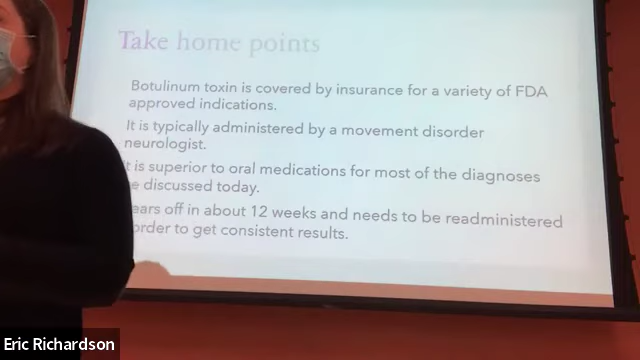 Take home points
Botulinum toxin is covered by insurance for a variety of FDA
approved indications.
It is typically administered by a movement disorder
neurologist.
t is superior to oral medications for most of the diagnoses
e discussed today.
ears off in about 12 weeks and needs to be readministered
order to get consistent results.
Eric Richardson